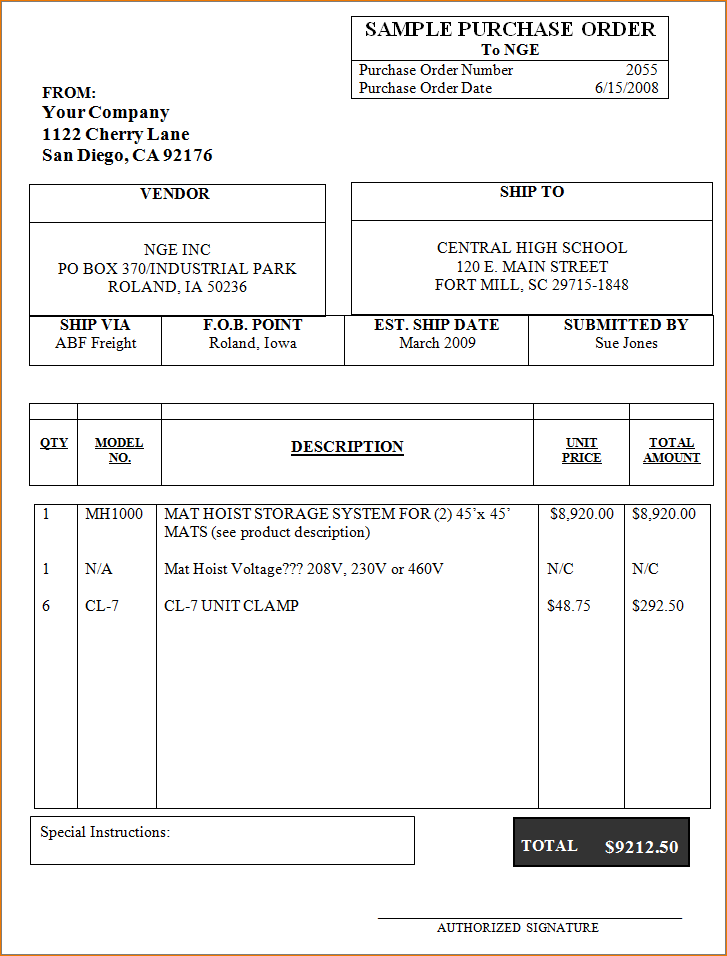 SAMPLE PURCHASE ORDER
To NGE
Purchase Order Number 2055
Purchase Order Date 6/15/2008
FROM:
Your Company
1122 Cherry Lane
San Diego, CA 92176
VENDOR
NGE INC
PO BOX 370/INDUSTRIAL PARK
ROLAND, IA 50236
SHIP TO
CENTRAL HIGH SCHOOL
120 E. MAIN STREET
FORT MILL, SC 29715-1848
SHIP VIA F.O.B. POINT EST. SHIP DATE SUBMITTED BY
ABF Freight Roland, Iowa March 2009 Sue Jones
QTY MODEL NO. DESCRIPTION UNIT PRICE TOTAL AMOUNT
1 MH1000 MAT HOIST STORAGE SYSTEM FOR (2) 45’x 45’ $8,920.00 $8,920.00
MATS (see product description)
1 N/A Mat Hoist Voltage??? 208V, 230V or 460V N/C N/C
6 CL-7 CL-7 UNIT CLAMP $48.75 $292.50
Special Instructions:
TOTAL $9212.50
AUTHORIZED SIGNATURE